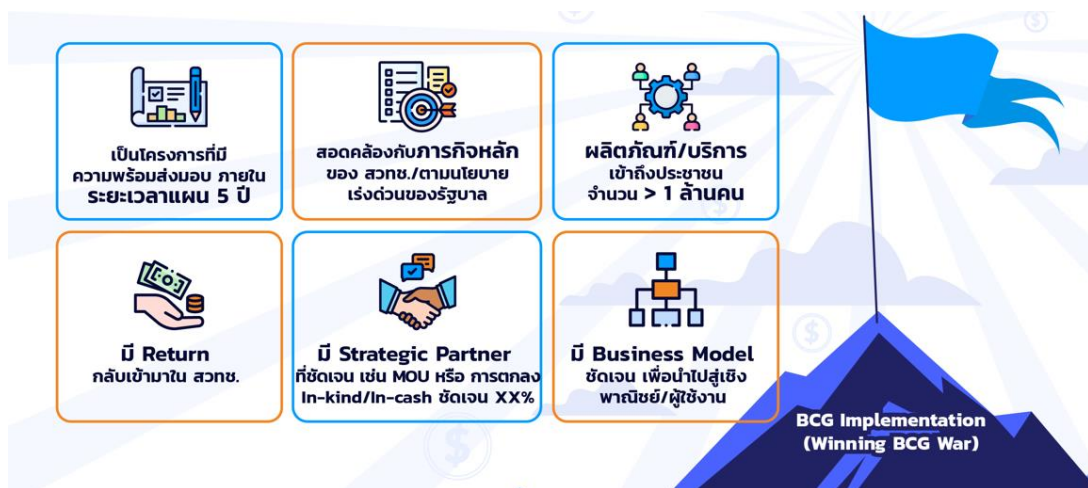 เป็นโครงการที่มี
ความพร้อมส่งมอบ ภายใน
ระยะเวลาแผน 5 ปี
สอดคล้องกับภารกิจหลัก
ของ สวทช./ตามนโยบาย
เร่งด่วนของรัฐบาล
ผลิตภัณฑ์/บริการ
เข้าถึงประชาชน
จำนวน > 1 ล้านคน
มี Return
กลับเข้ามาใน สวทช.
มี Strategic Partner
ที่ชัดเจน เช่น MOU หรือ การตกลง
In-kind/In-cash ชัดเจน XX%
มี Business Model
ชัดเจน เพื่อนำไปสู่เชิง
พาณิชย์/ผู้ใช้งาน
BCG Implementation
(Winning BCG War)